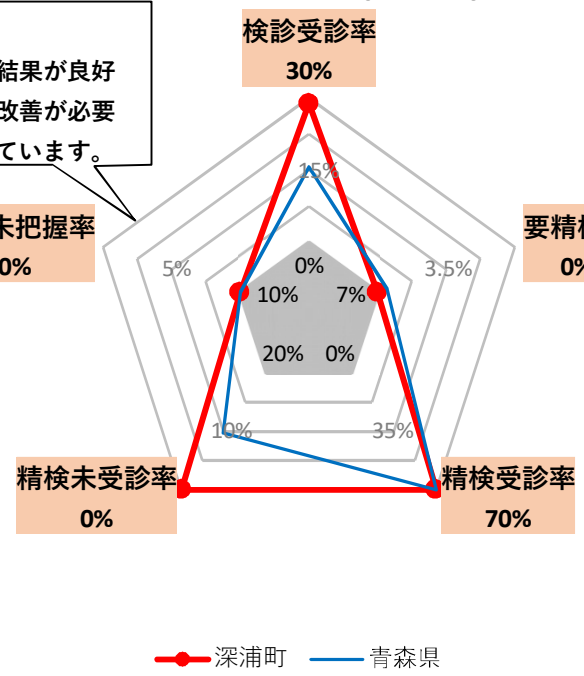 結果が良好
改善が必要
ています。
検診受診率
30%
15%
未把握率
0%
5%
要精検
0%
3.5%
0%
10%
7%
20%
0%
10%
35%
精検未受診率
0%
精検受診率
70%
深浦町
青森県